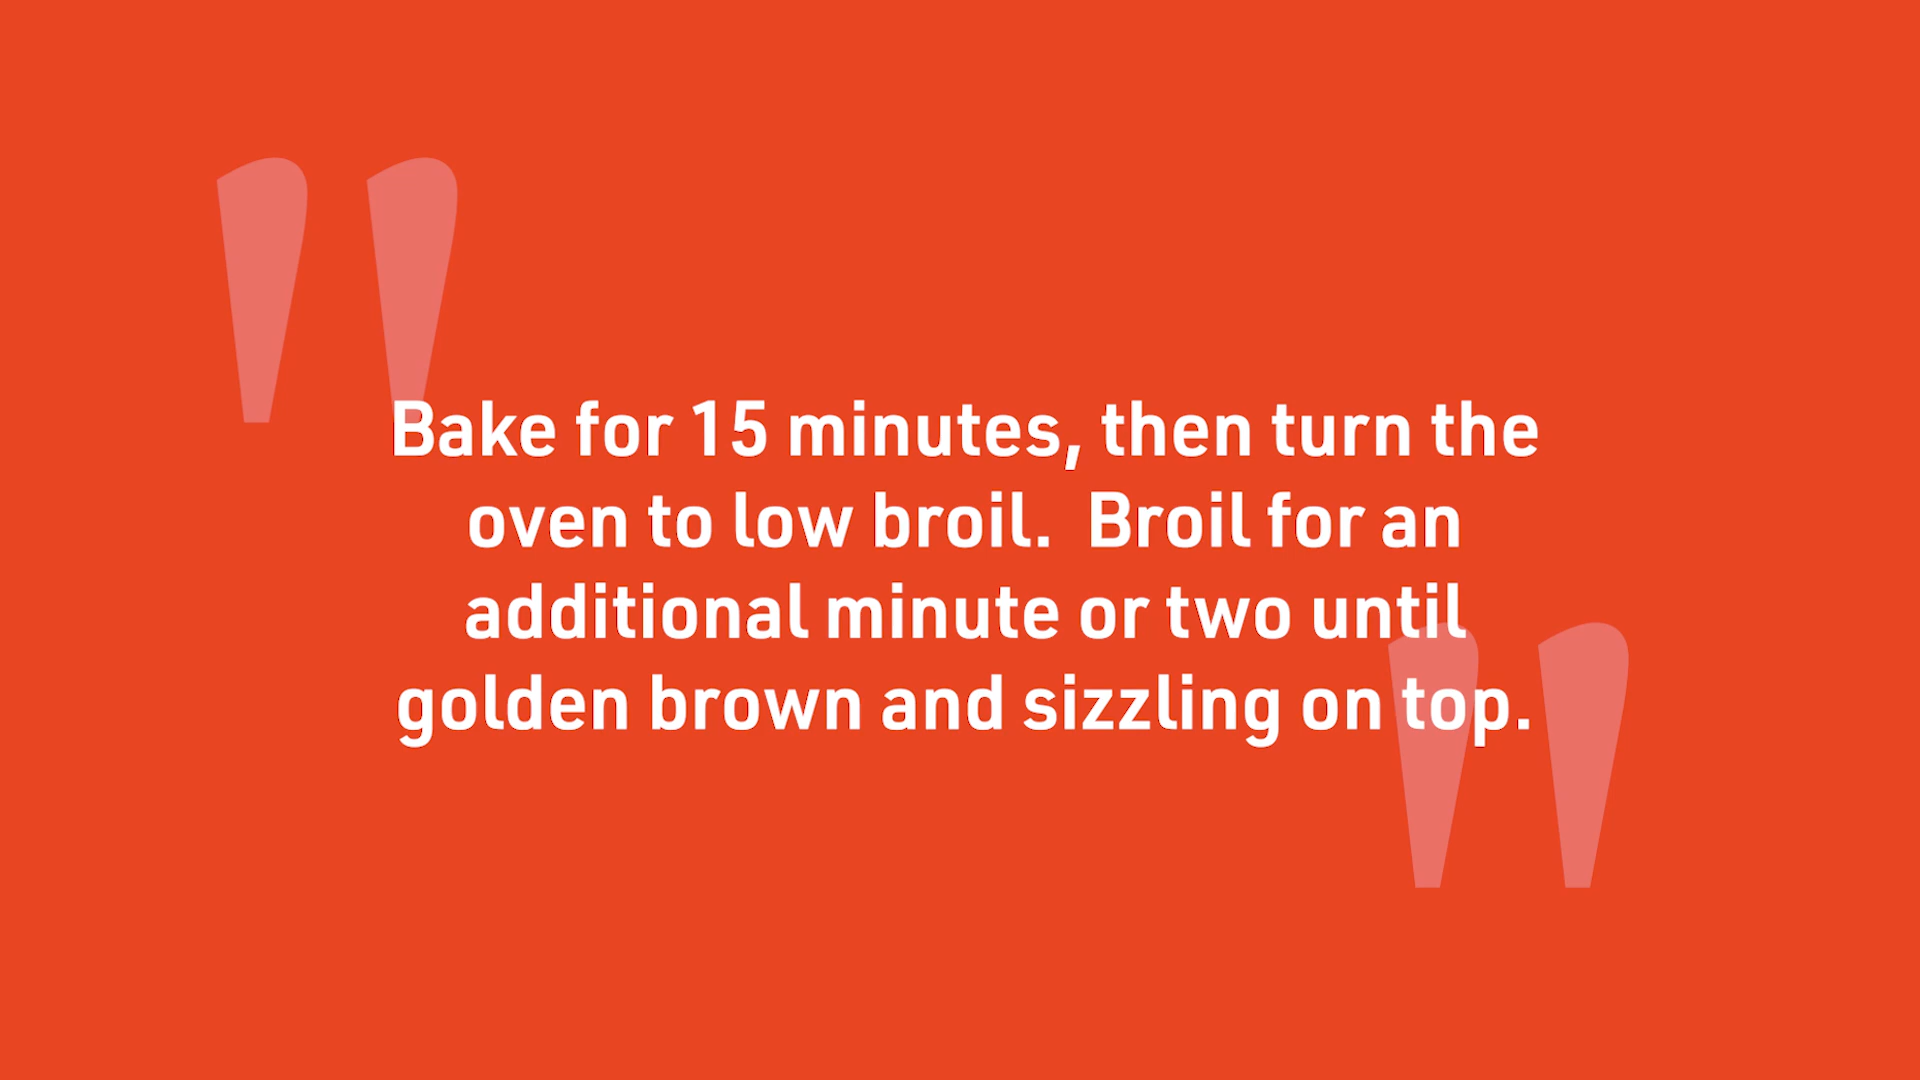 "
Bake for 15 minutes, then turn the
oven to low broil.  Broil for an
additional minute or two until
golden brown and sizzling on top.
"